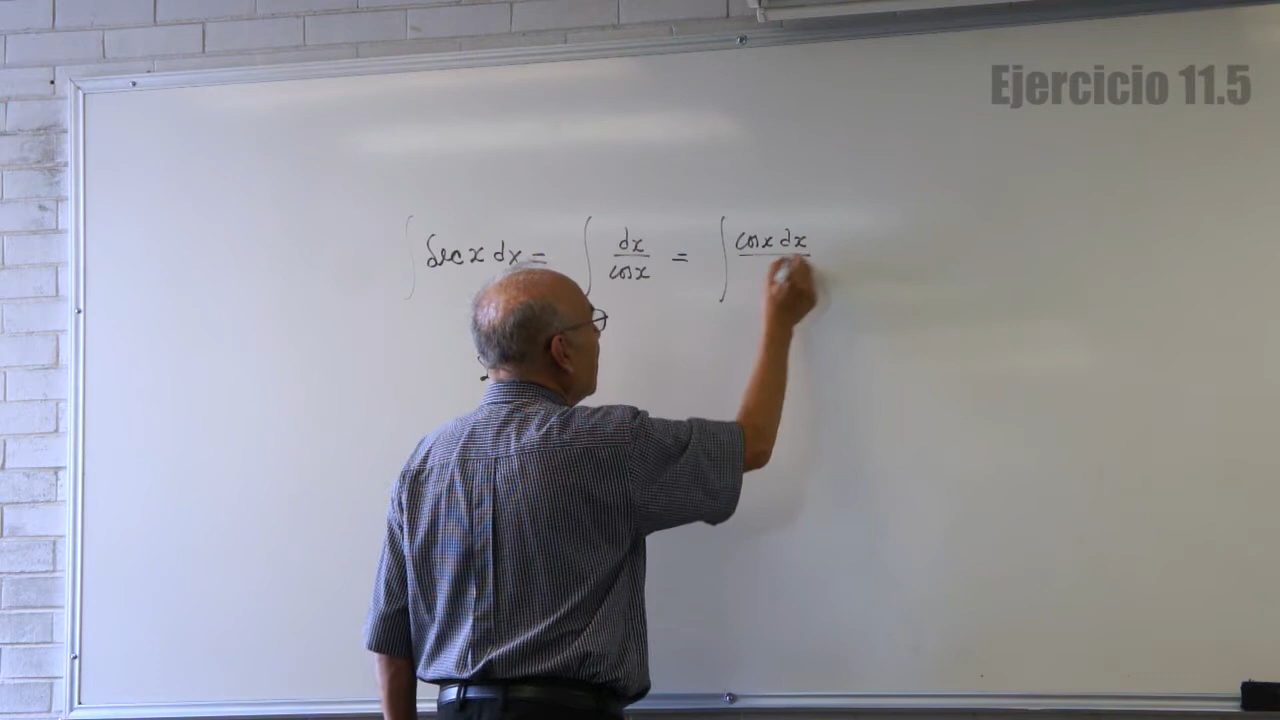 Ejercicio 11.5
∫ Sec x dx = ∫ dx/cos x = ∫ cos x dx/